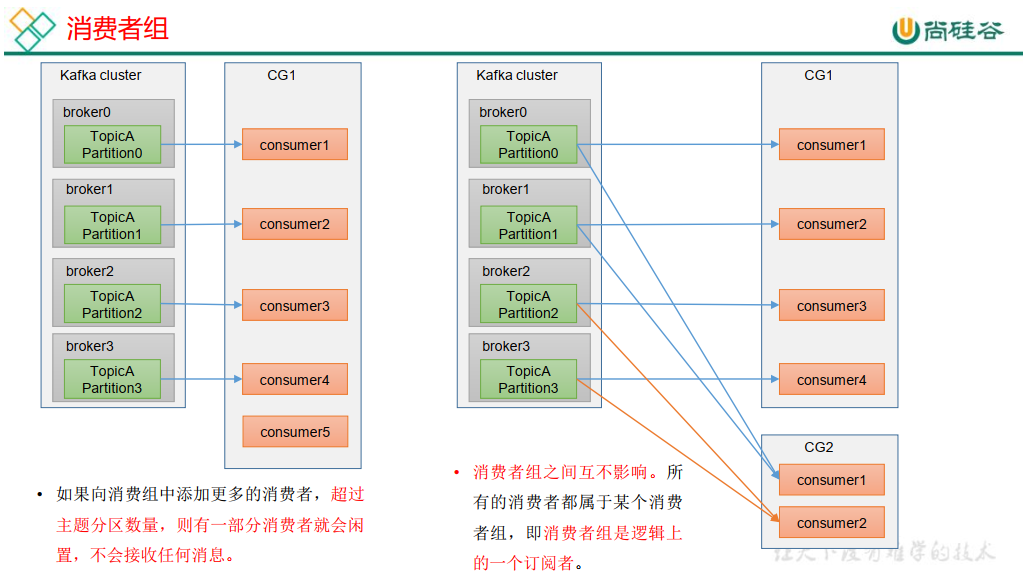 消费者组
尚硅谷
Kafka cluster
broker0
TopicA
Partition0
broker1
TopicA
Partition1
broker2
TopicA
Partition2
broker3
TopicA
Partition3
CG1
consumer1
consumer2
consumer3
consumer4
consumer5
• 如果向消费组中添加更多的消费者，超过
主题分区数量，则有一部分消费者就会闲
置，不会接收任何消息。
Kafka cluster
broker0
TopicA
Partition0
broker1
TopicA
Partition1
broker2
TopicA
Partition2
broker3
TopicA
Partition3
CG1
consumer1
consumer2
consumer3
consumer4
CG2
consumer1
consumer2
• 消费者组之间互不影响。所
有的消费者都属于某个消费
者组，即消费者组是逻辑上
的一个订阅者。
学的技术